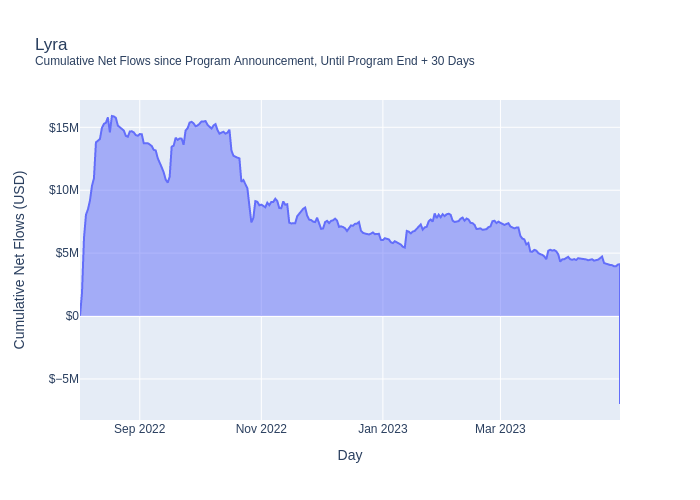 Lyra
Cumulative Net Flows since Program Announcement, Until Program End + 30 Days
Cumulative Net Flows (USD)
$15M
$10M
$5M
$0
$−5M
Sep 2022
Nov 2022
Jan 2023
Mar 2023
Day